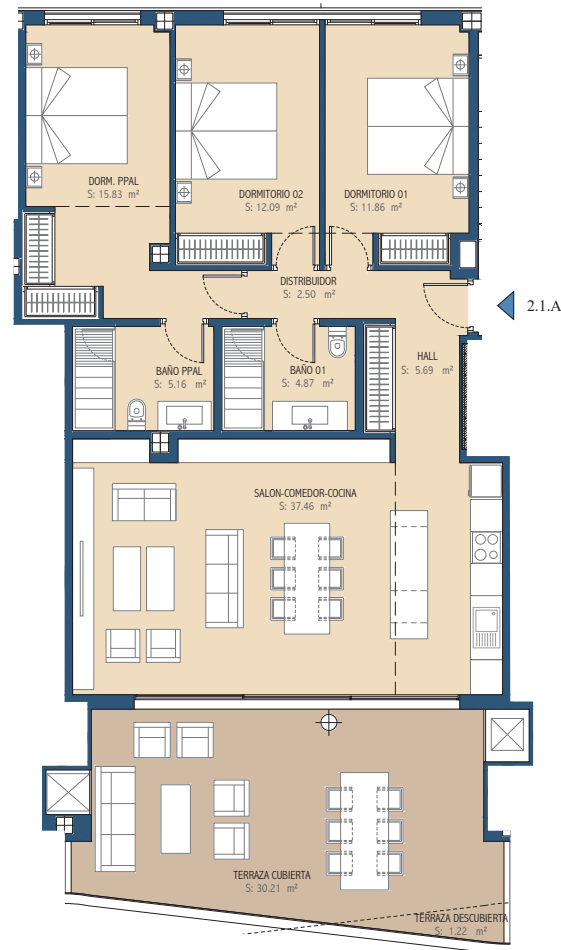 DORM. PPAL
S: 15.83 m²
DORMITORIO 02
S: 12.09 m²
DORMITORIO 01
S: 11.86 m²
DISTRIBUIDOR
S: 2.50 m²
2.1.A
BAÑO PPAL
S: 5.16 m²
BAÑO 01
S: 4.87 m²
HALL
S: 5.69 m²
SALON-COMEDOR-COCINA
S: 37.46 m²
TERRAZA CUBIERTA
S: 30.21 m²
TERRAZA DESCUBIERTA
S: 1.22 m²